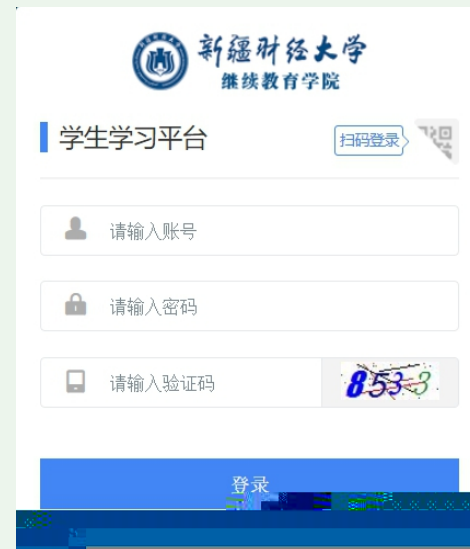 新疆财经大学
继续教育学院
学生学习平台
扫码登录
请输入账号
请输入密码
请输入验证码
8533
登录